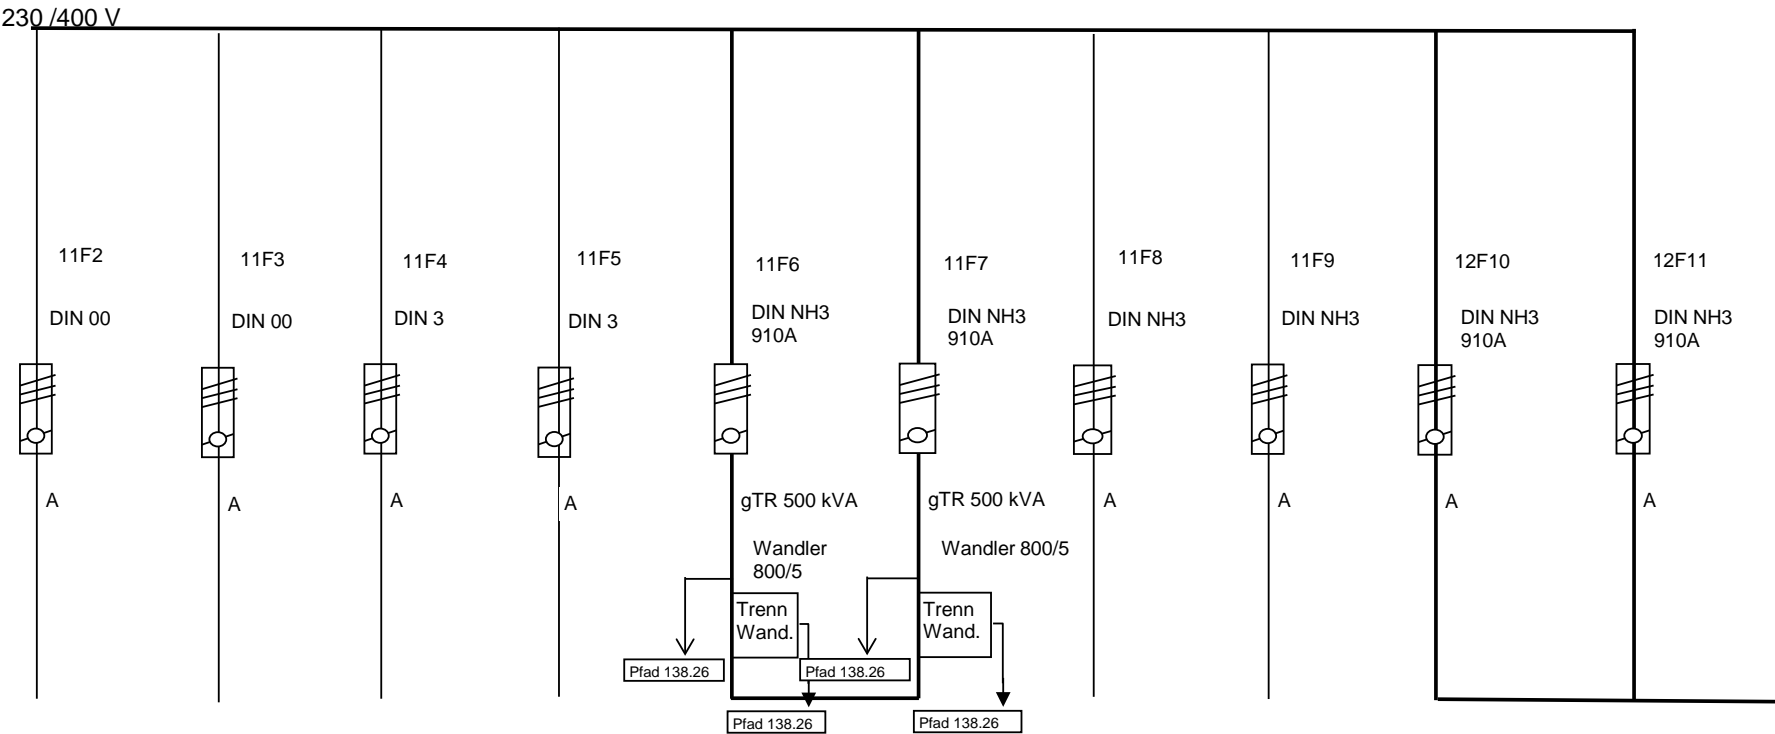 230 /400 V
11F2
11F3
11F4
11F5
11F6
11F7
11F8
11F9
12F10
12F11
DIN 00
DIN 00
DIN 3
DIN 3
DIN NH3
910A
DIN NH3
910A
DIN NH3
DIN NH3
DIN NH3
910A
DIN NH3
910A
A
A
A
A
gTR 500 kVA
gTR 500 kVA
A
A
A
A
Wandler
800/5
Wandler 800/5
Trenn
Wand.
Trenn
Wand.
Pfad 138.26
Pfad 138.26
Pfad 138.26
Pfad 138.26